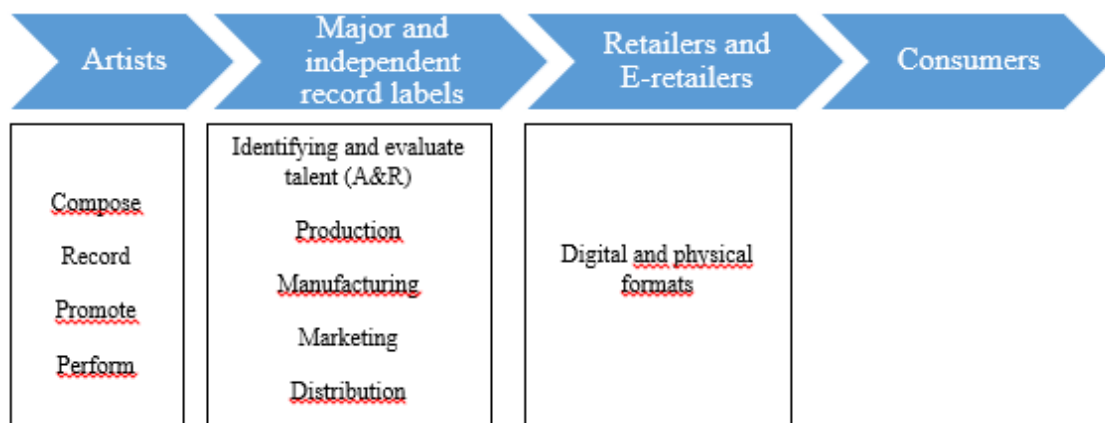 Artists
Major and
independent
record labels
Retailers and
E-retailers
Consumers
Compose
Record
Promote
Perform
Identifying and evaluate
talent (A&R)
Production
Manufacturing
Marketing
Distribution
Digital and physical
formats